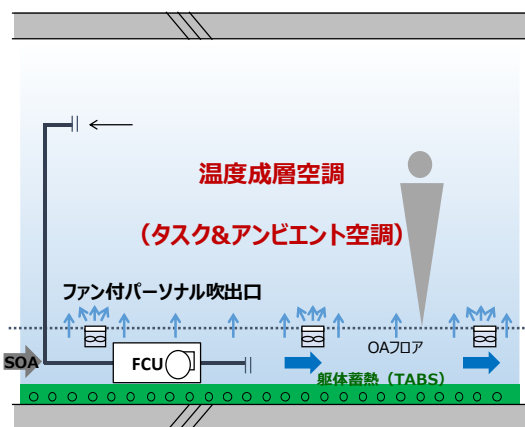 温度成層空調
（タスク&アンビエント空調）
ファン付パーソナル吹出口
OAフロア
SOA
FCU
躯体蓄熱（TABS）